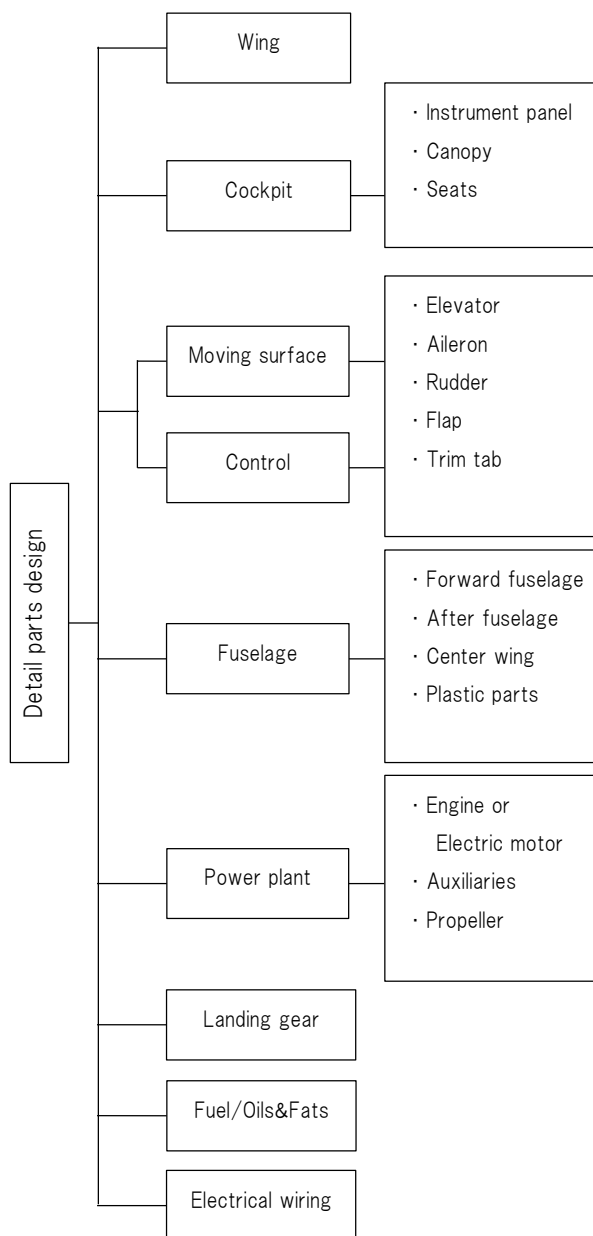 Detail parts design
Wing
Cockpit
· Instrument panel
· Canopy
· Seats
Moving surface
Control
· Elevator
· Aileron
· Rudder
· Flap
· Trim tab
Fuselage
· Forward fuselage
· After fuselage
· Center wing
· Plastic parts
Power plant
· Engine or
Electric motor
· Auxiliaries
· Propeller
Landing gear
Fuel/Oils&Fats
Electrical wiring